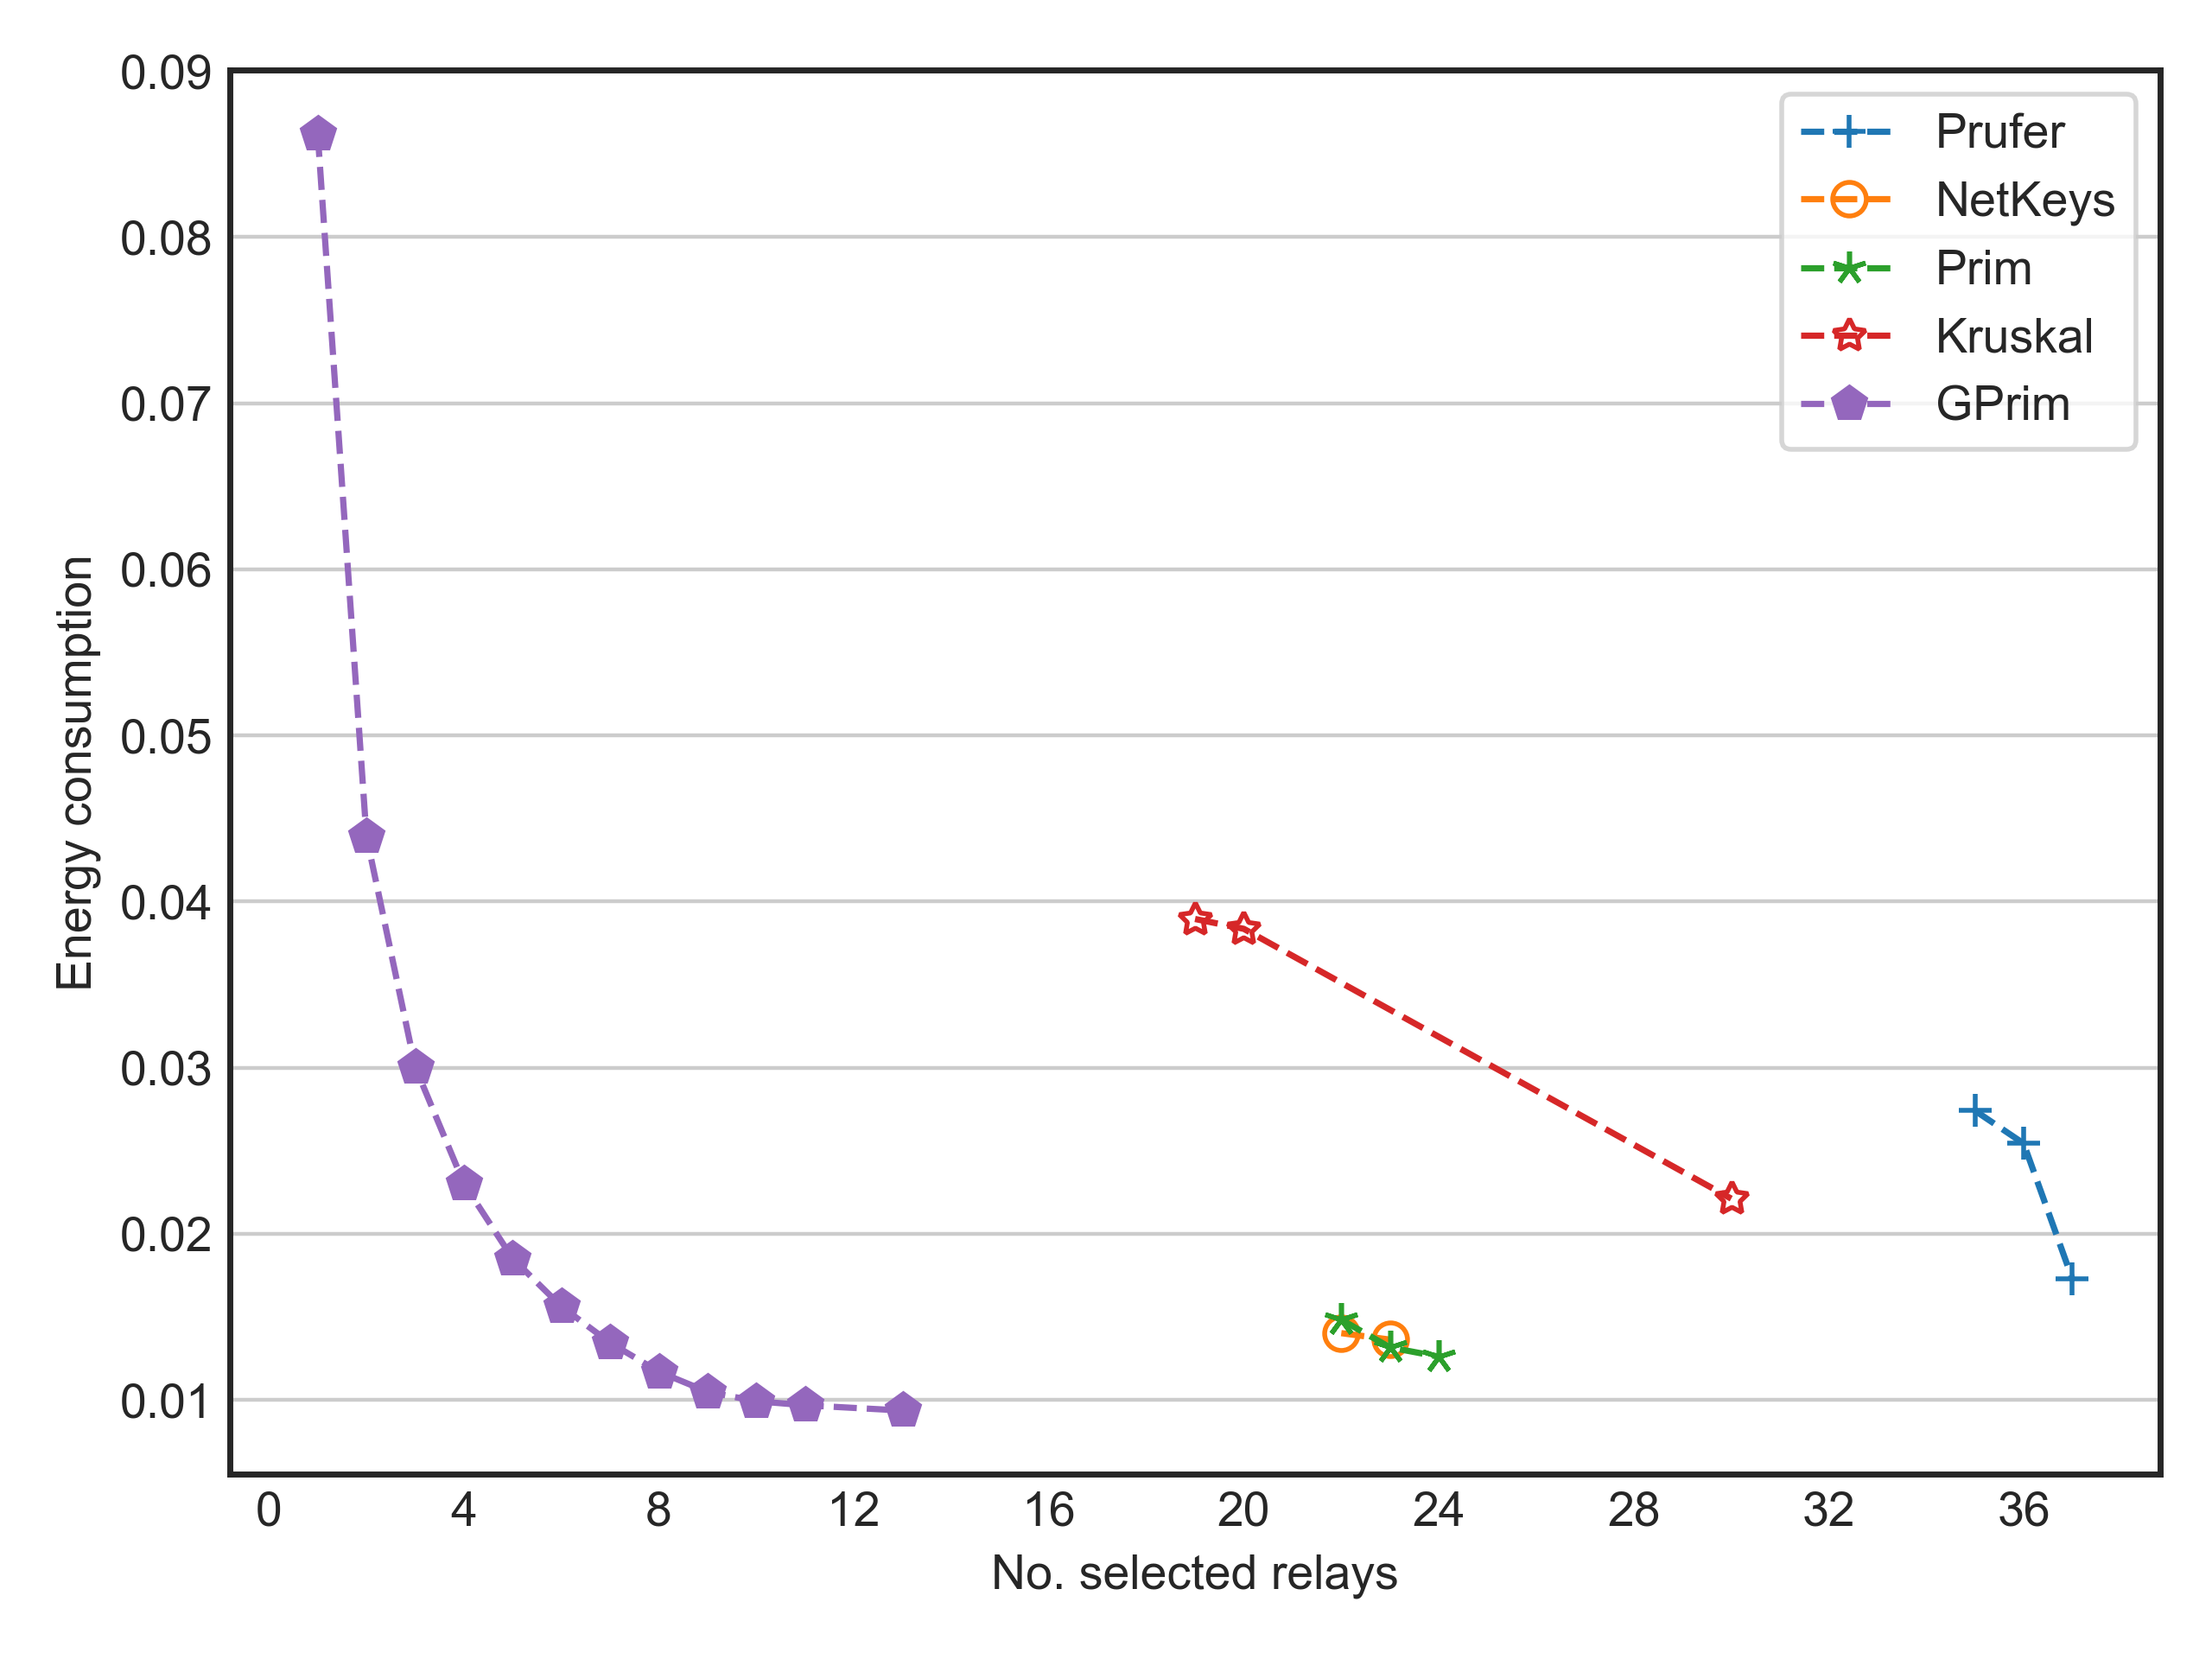 0.09
0.08
0.07
0.06
0.05
0.04
0.03
0.02
0.01
Energy consumption
Prufer
NetKeys
Prim
Kruskal
GPrim
0 4 8 12 16 20 24 28 32 36
No. selected relays